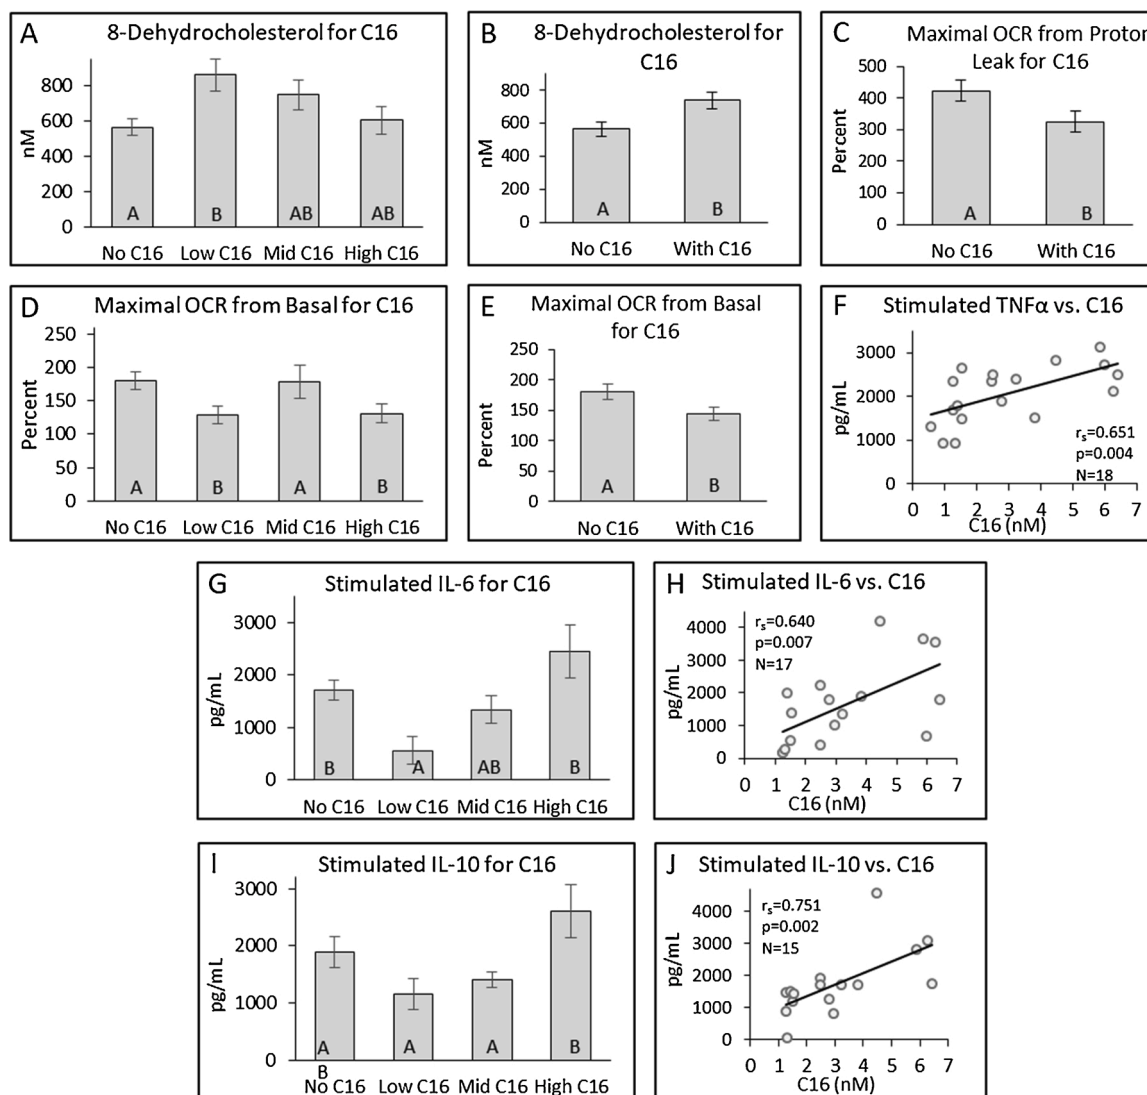 A
8-Dehydrocholesterol for C16
800
600
400
200
0
nM
A
B
AB
AB
No C16 Low C16 Mid C16 High C16
B
8-Dehydrocholesterol for
C16
800
600
400
200
0
nM
A
B
No C16 With C16
C
Maximal OCR from Proton
Leak for C16
500
400
300
200
100
0
Percent
A
B
No C16 With C16
D
Maximal OCR from Basal for C16
250
200
150
100
50
0
Percent
A
B
A
B
No C16 Low C16 Mid C16 High C16
E
Maximal OCR from Basal
for C16
250
200
150
100
50
0
Percent
A
B
No C16 With C16
F
Stimulated TNFα vs. C16
3000
2000
1000
0
pg/mL
rs=0.651
p=0.004
N=18
0 1 2 3 4 5 6 7
C16 (nM)
G
Stimulated IL-6 for C16
3000
2000
1000
0
pg/mL
B
A
AB
B
No C16 Low C16 Mid C16 High C16
H
Stimulated IL-6 vs. C16
4000
3000
2000
1000
0
pg/mL
rs=0.640
p=0.007
N=17
0 1 2 3 4 5 6 7
C16 (nM)
I
Stimulated IL-10 for C16
3000
2000
1000
0
pg/mL
A
B
A
A
B
No C16 Low C16 Mid C16 High C16
J
Stimulated IL-10 vs. C16
4000
3000
2000
1000
0
pg/mL
rs=0.751
p=0.002
N=15
0 1 2 3 4 5 6 7
C16 (nM)